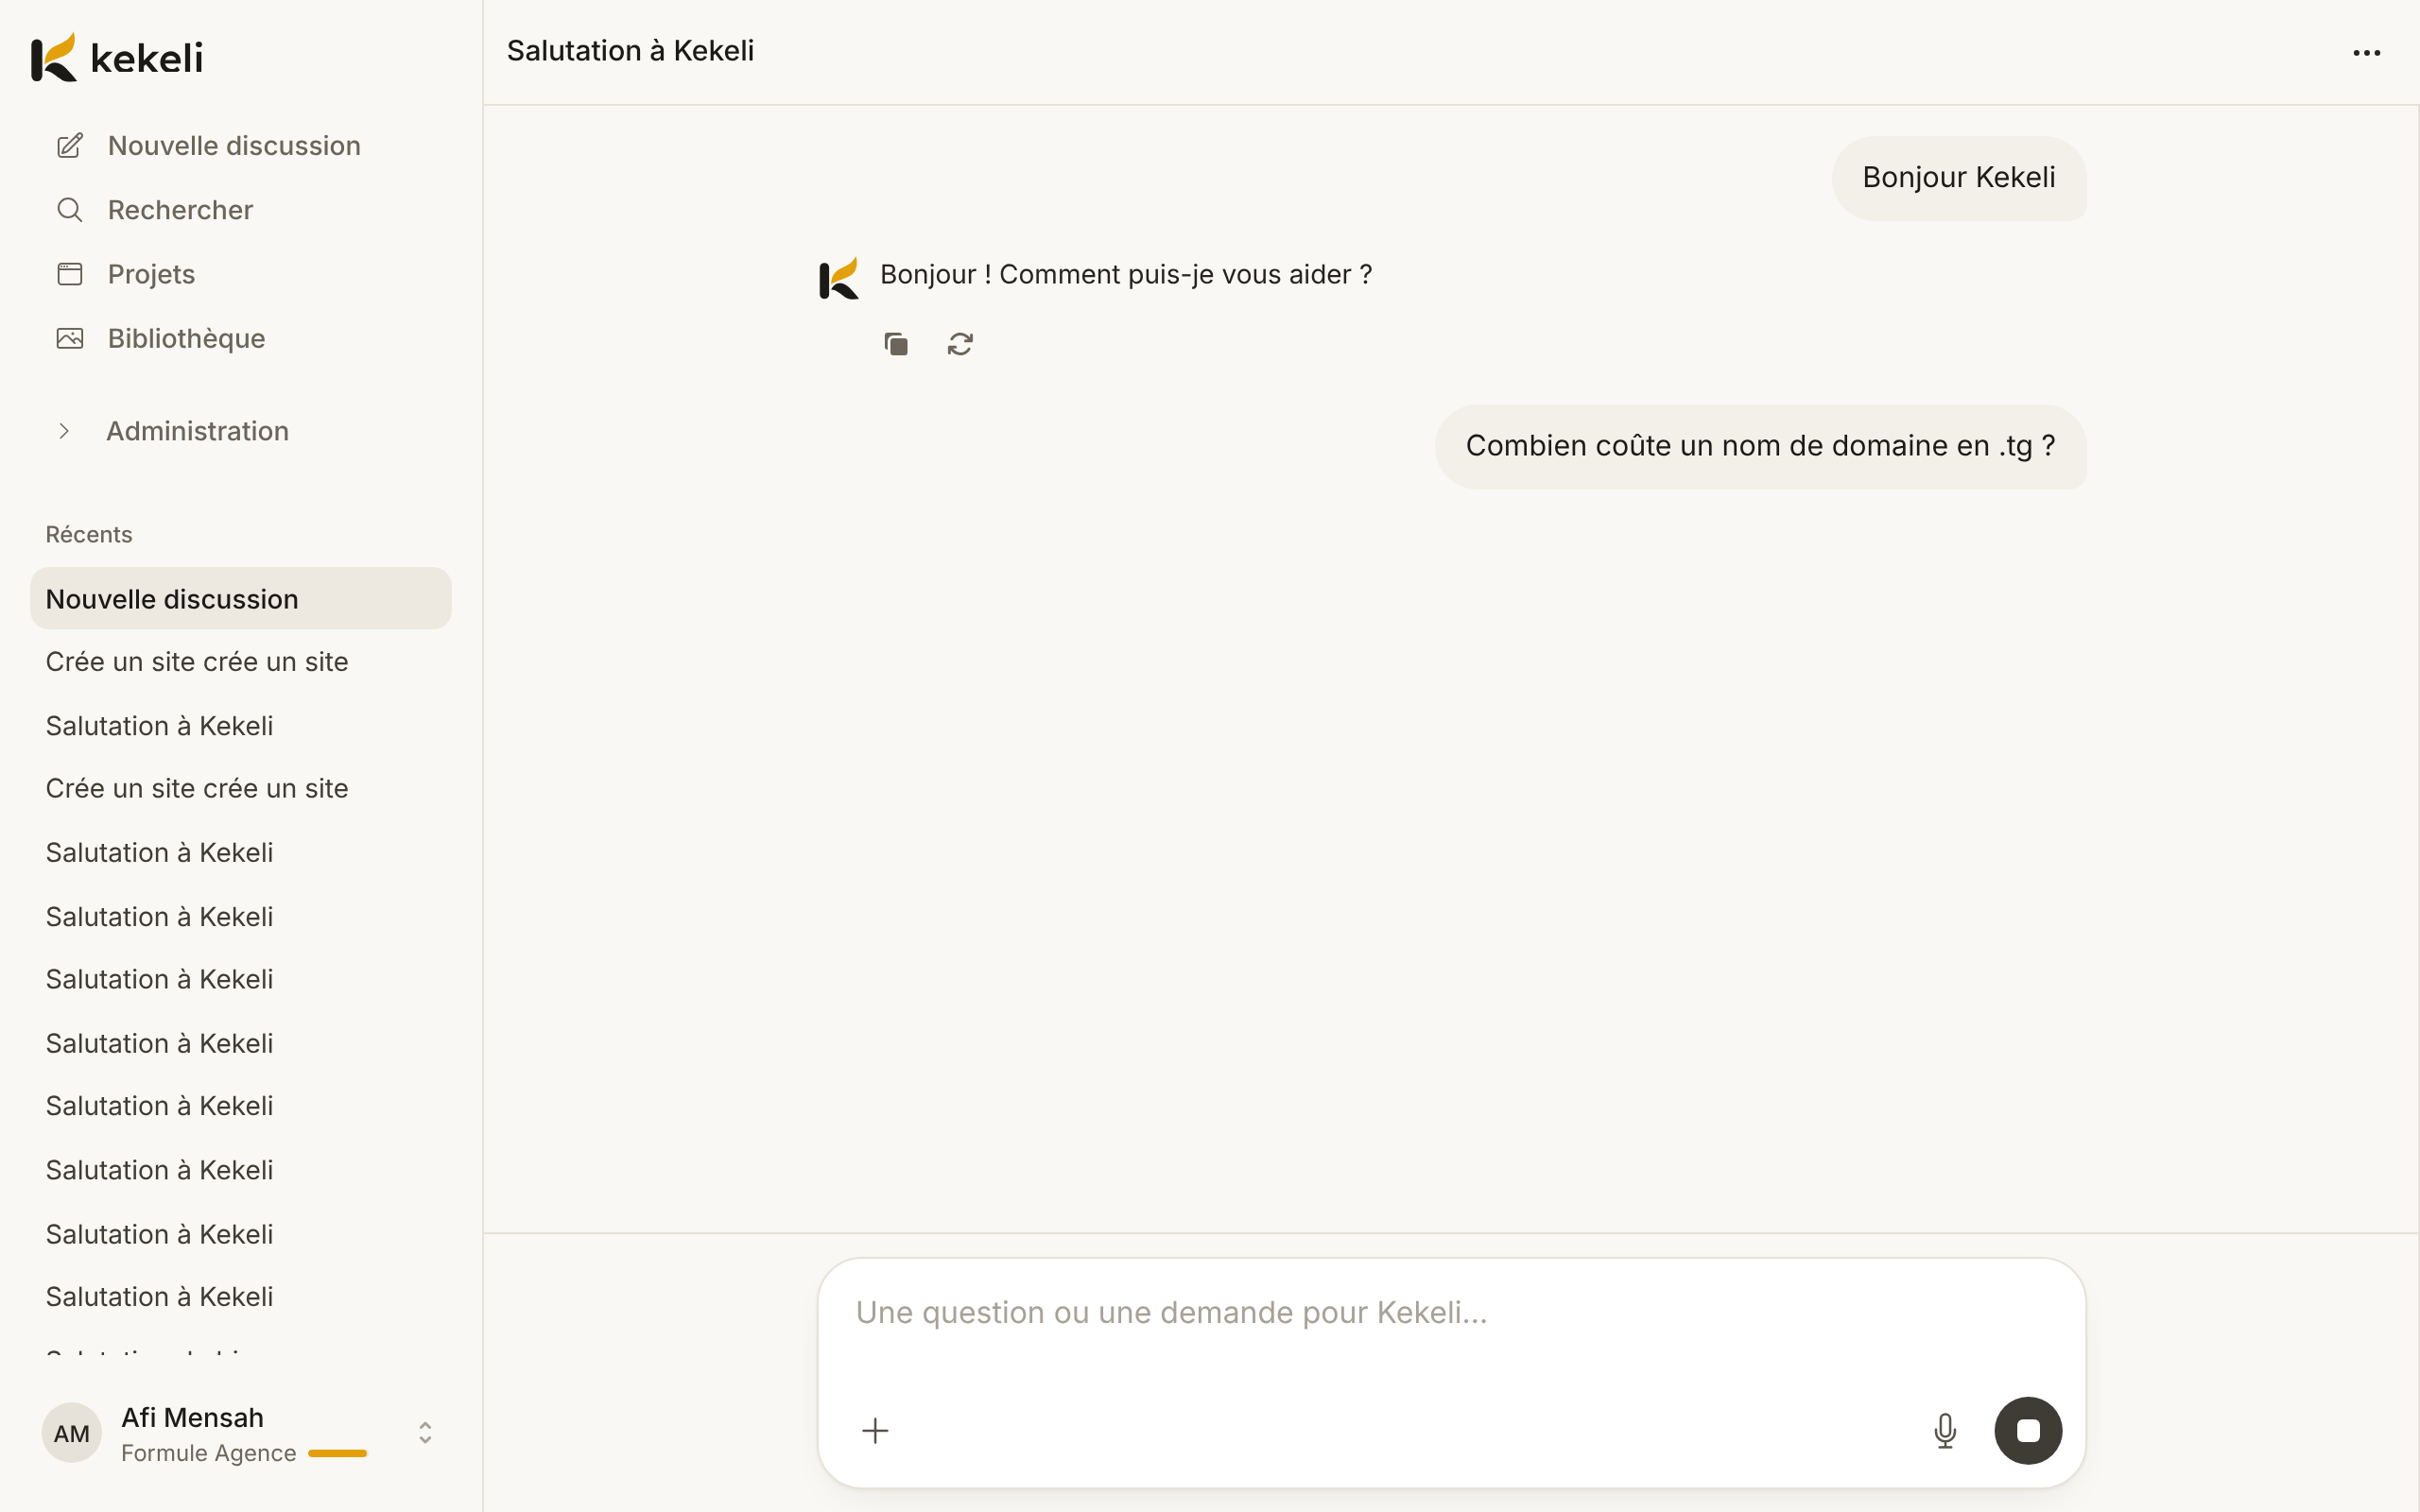 kekeli
Nouvelle discussion
Rechercher
Projets
Bibliothèque
Administration
Récents
Nouvelle discussion
Crée un site crée un site
Salutation à Kekeli
Crée un site crée un site
Salutation à Kekeli
Salutation à Kekeli
Salutation à Kekeli
Salutation à Kekeli
Salutation à Kekeli
Salutation à Kekeli
Salutation à Kekeli
Salutation à Kekeli
AM
Afi Mensah
Formule Agence
Salutation à Kekeli
Bonjour Kekeli
Bonjour ! Comment puis-je vous aider ?
Combien coûte un nom de domaine en .tg ?
Une question ou une demande pour Kekeli...